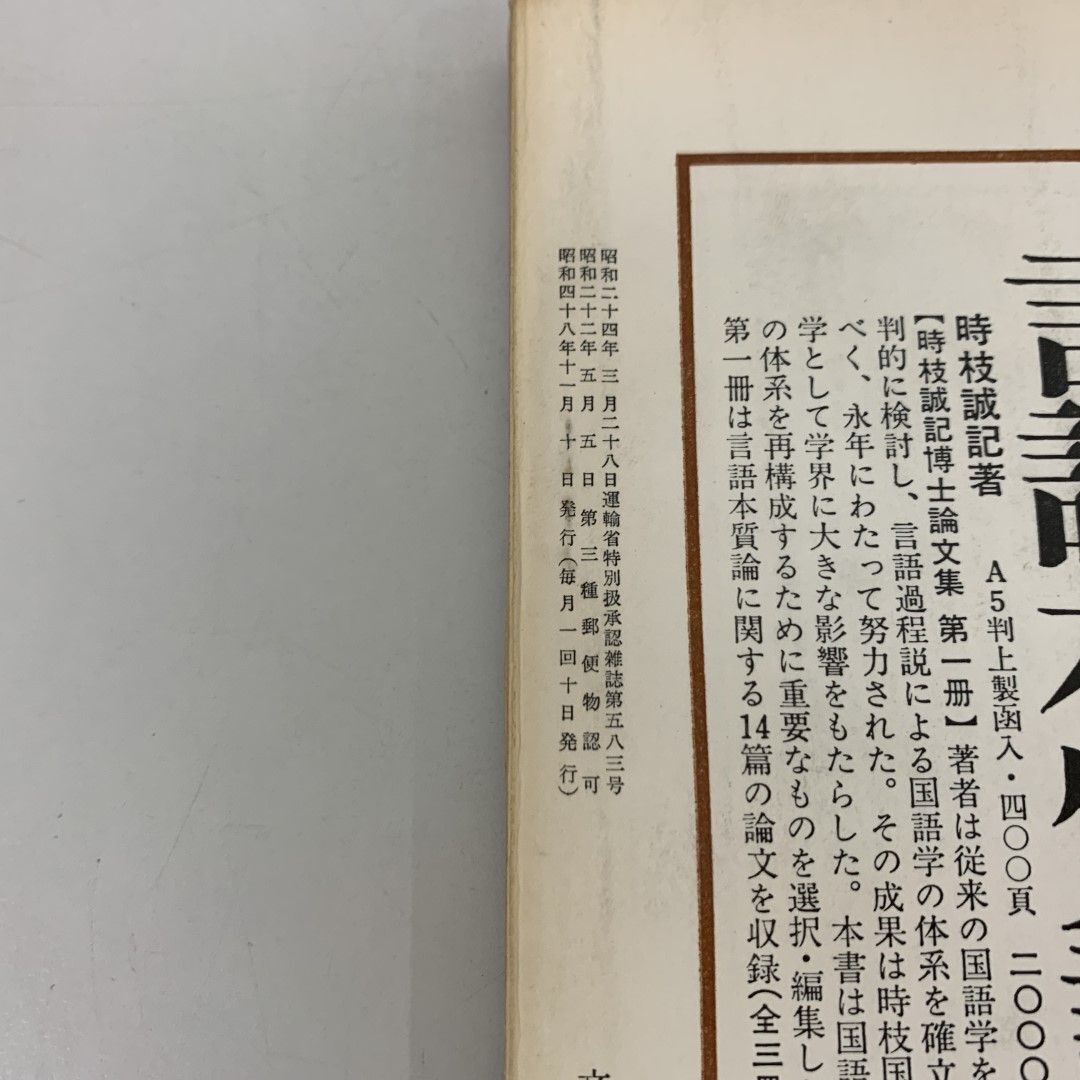 時枝誠記著
A5判上製函入・四〇〇頁 二〇〇〇
【時枝誠記博士論文集 第一冊】著者は従来の国語学を
判的に検討し、言語過程説による国語学の体系を確立
べく、永年にわたって努力された。その成果は時枝国
学として学界に大きな影響をもたらした。本書は国語
の体系を再構成するために重要なものを選択・編集し
第一冊は言語本質論に関する14篇の論文を収録(全三冊
昭和二十四年三月二十八日運輸省特別扱承認雑誌第五八三号
昭和二十二年五月五日第三種郵便物認可
昭和四十八年十一月十日発行(毎月一回十日発行)